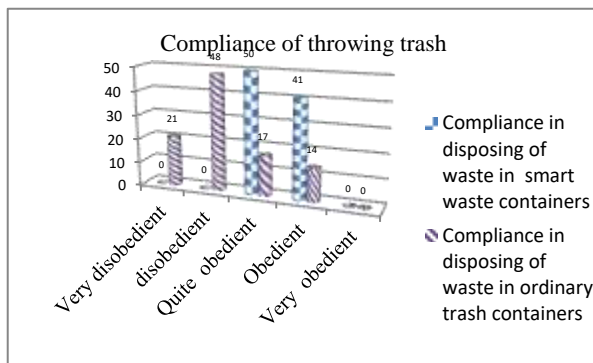 Compliance of throwing trash
50
40
30
20
10
0
0
21
0
48
50
17
41
14
0
0
Very disobedient
disobedient
Quite obedient
Obedient
Very obedient
Compliance in
disposing of
waste in smart
waste containers
Compliance in
disposing of
waste in ordinary
trash containers